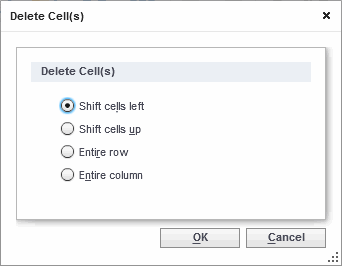 Delete Cell(s)
Delete Cell(s)
Shift cells left
Shift cells up
Entire row
Entire column
OK Cancel